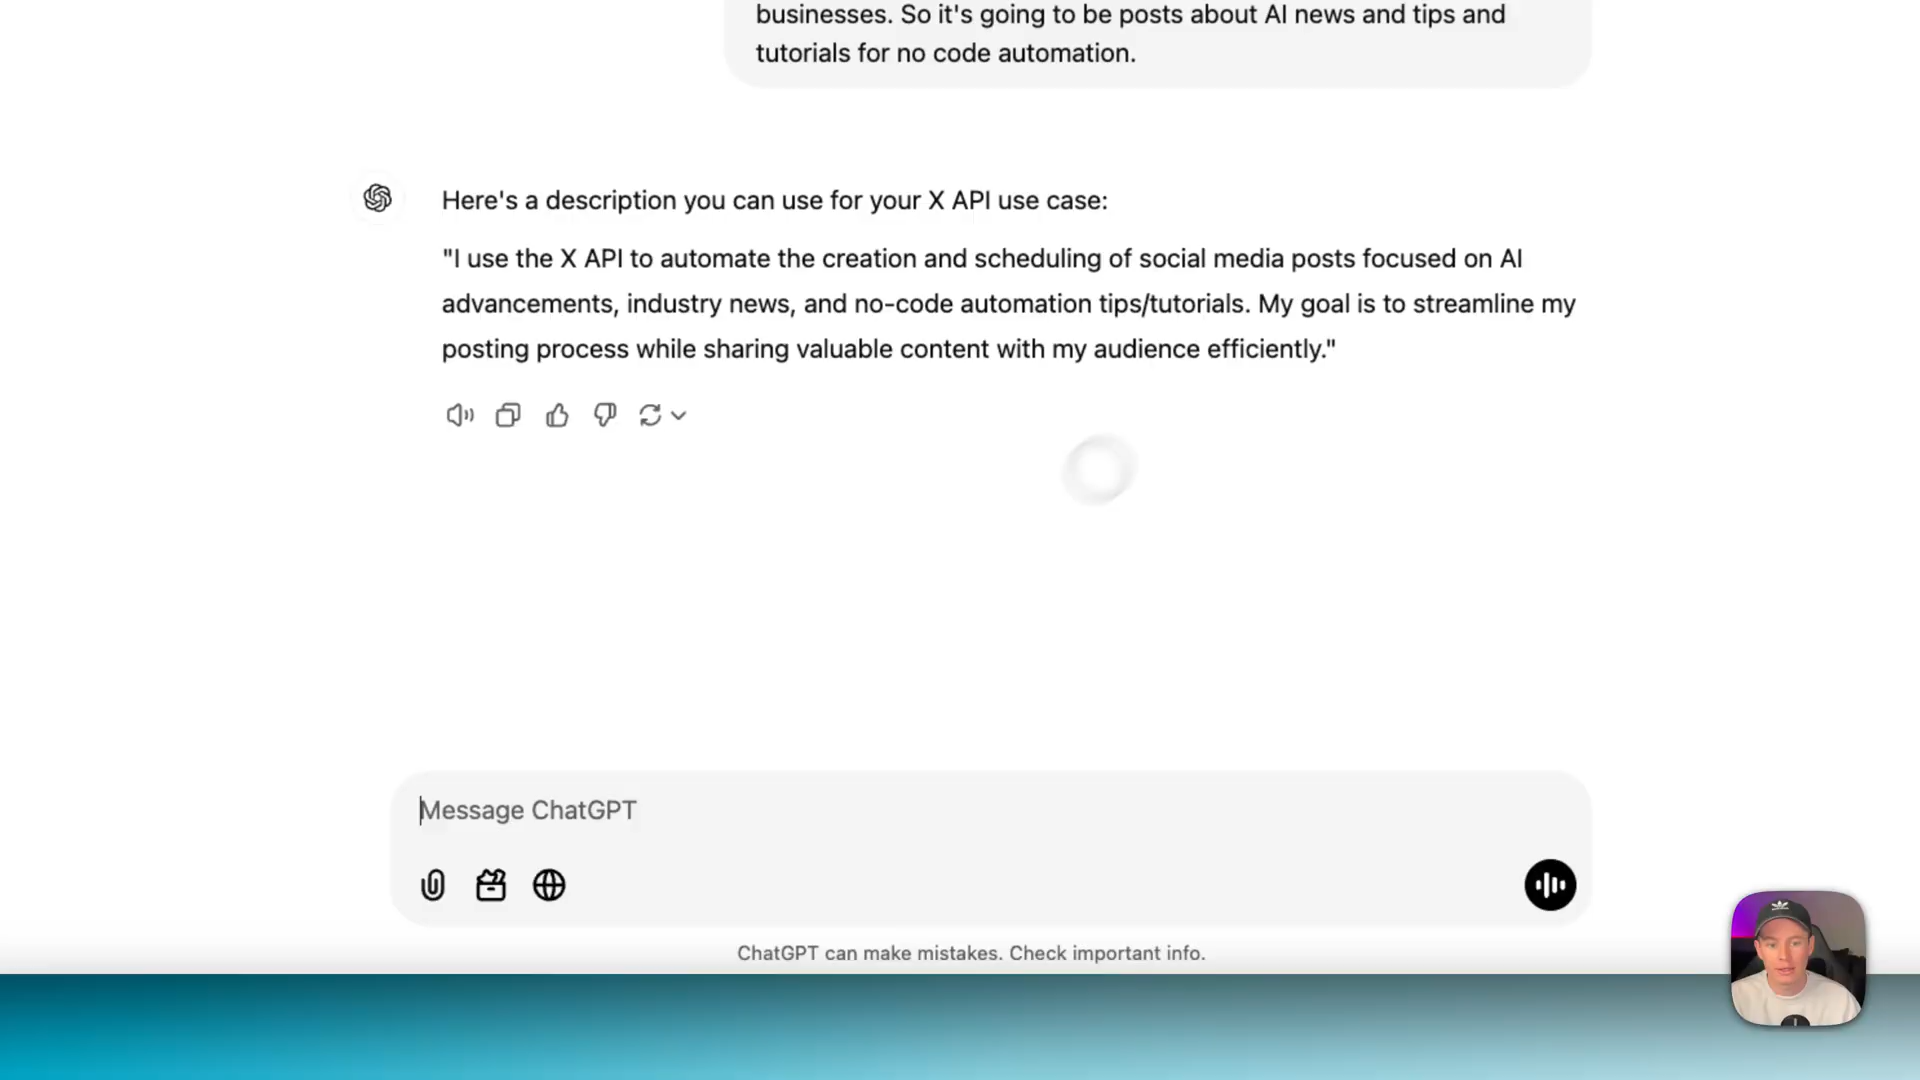 businesses. So it's going to be posts about AI news and tips and
tutorials for no code automation.
Here's a description you can use for your X API use case:
"I use the X API to automate the creation and scheduling of social media posts focused on AI
advancements, industry news, and no-code automation tips/tutorials. My goal is to streamline my
posting process while sharing valuable content with my audience efficiently."
Message ChatGPT
ChatGPT can make mistakes. Check important info.